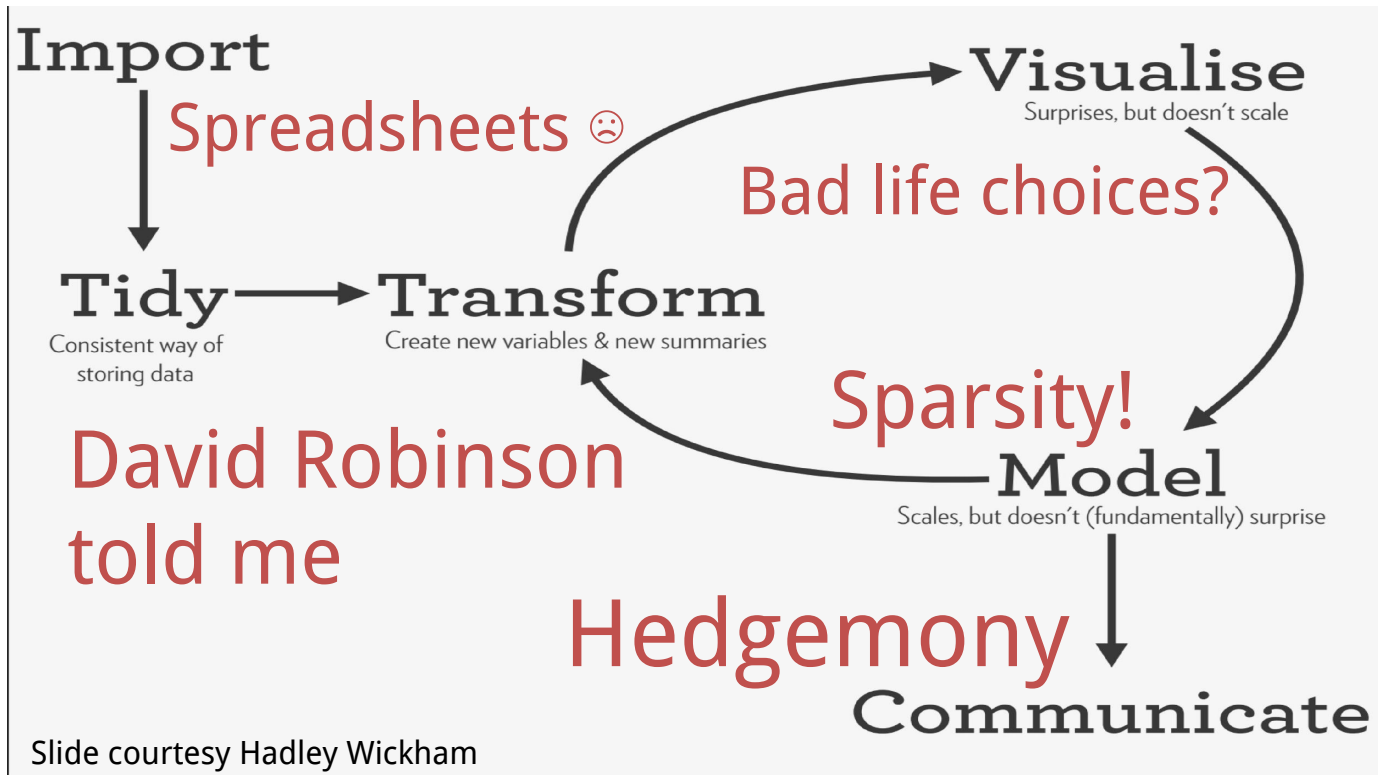 Import
Spreadsheets ☹
Visualise
Surprises, but doesn't scale
Bad life choices?
Tidy
Consistent way of
storing data
Transform
Create new variables & new summaries
Sparsity!
David Robinson
told me
Model
Scales, but doesn't (fundamentally) surprise
Hedgemony
Communicate
Slide courtesy Hadley Wickham